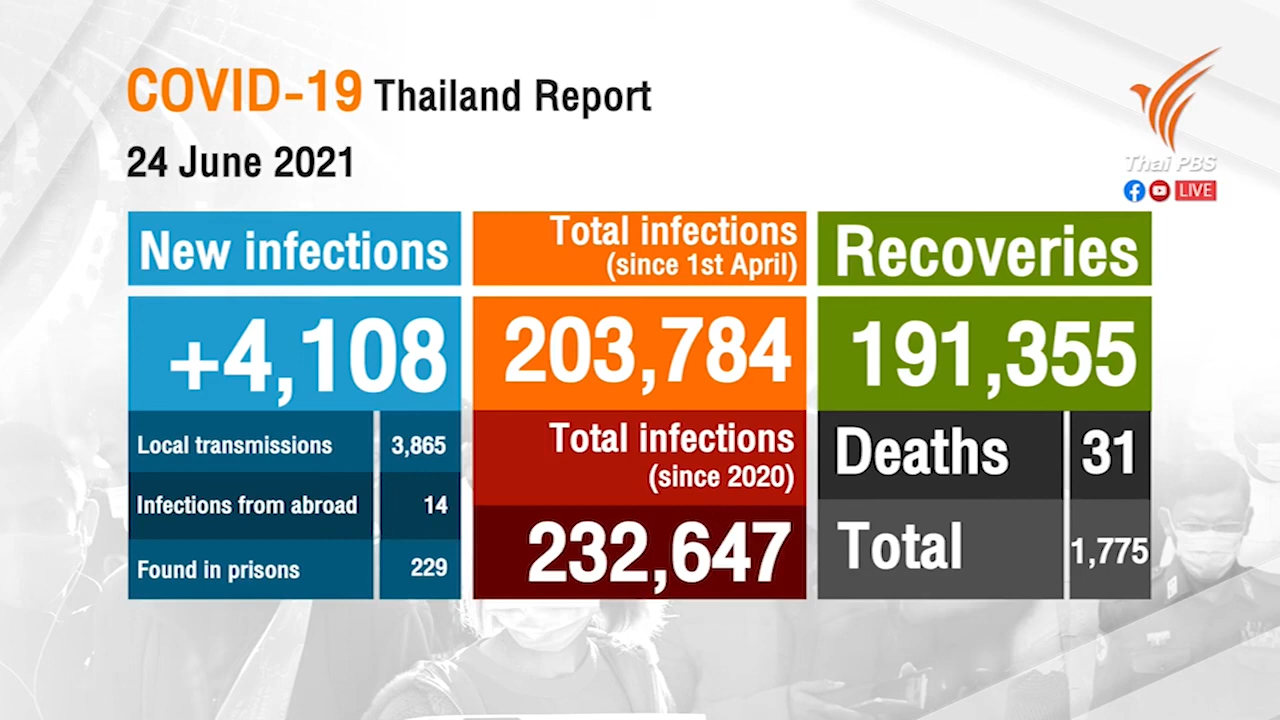 COVID-19 Thailand Report
24 June 2021
Thai PBS
LIVE
New infections
+4,108
Local transmissions 3,865
Infections from abroad 14
Found in prisons 229
Total infections
(since 1st April)
203,784
Total infections
(since 2020)
232,647
Recoveries
191,355
Deaths 31
Total 1,775